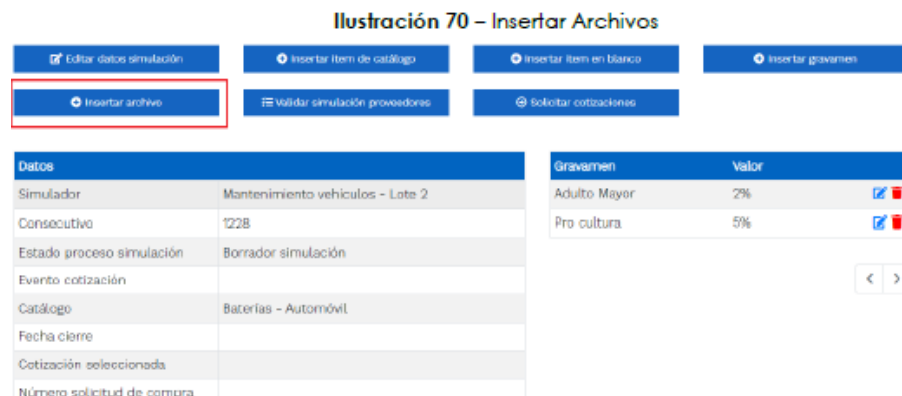 Ilustración 70 – Insertar Archivos
Editar datos simulación Insertar ítem de catálogo Insertar ítem en blanco Insertar gravamen
Insertar archivo Validar simulación proveedores Solicitar cotizaciones
Datos
Simulador Mantenimiento vehículos - Lote 2
Consecutivo 1228
Estado proceso simulación Borrador simulación
Evento cotización
Catálogo Baterías - Automóvil
Fecha cierre
Cotización seleccionada
Número solicitud de compra
Gravamen Valor
Adulto Mayor 2%
Pro cultura 5%